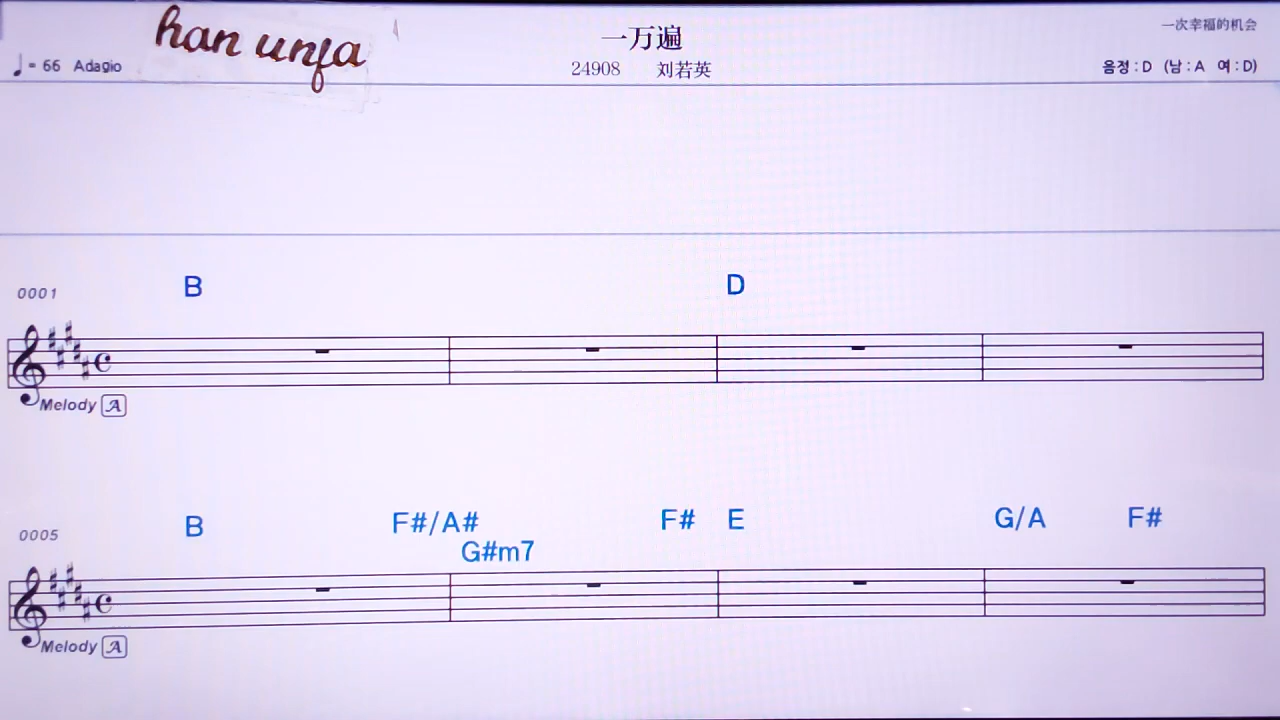 han unfa
一万遍
一次幸福的机会
♩= 66 Adagio
24908 刘若英
음정 : D (남 : A 여 : D)
0001
B D
Melody A
0005
B F#/A# G#m7 F# E G/A F#
Melody A